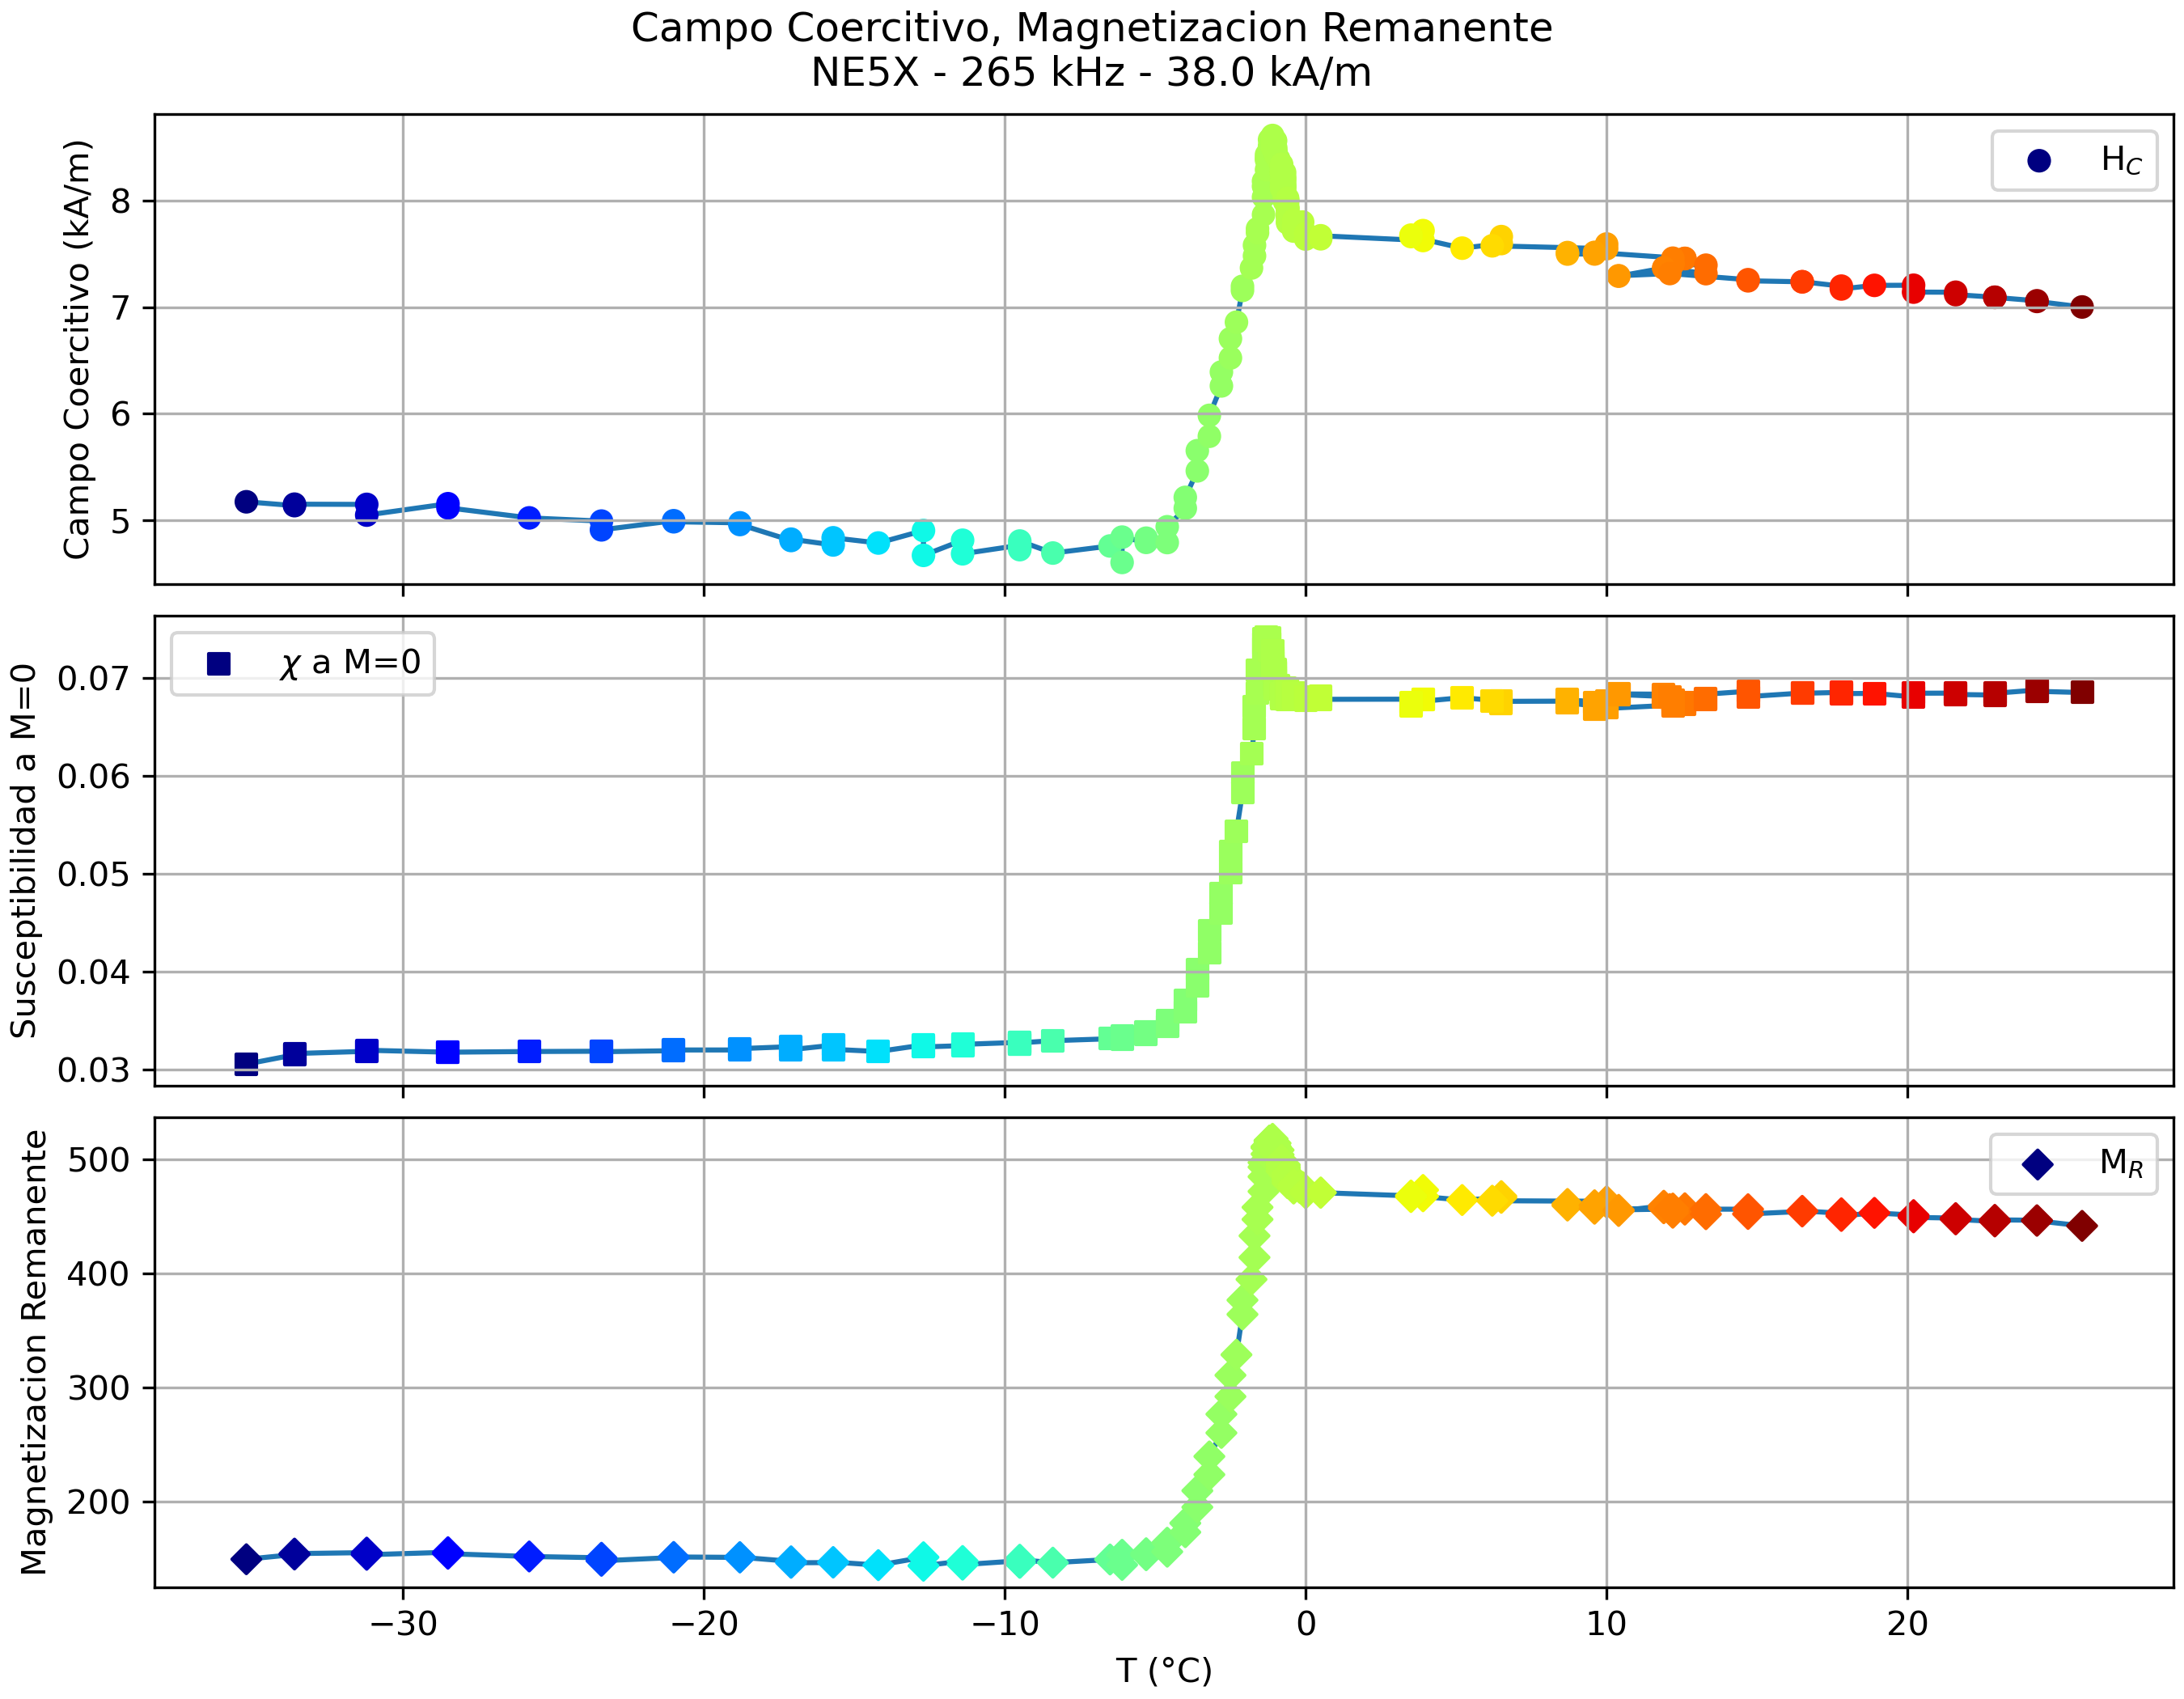 Campo Coercitivo, Magnetizacion Remanente
NE5X - 265 kHz - 38.0 kA/m
Campo Coercitivo (kA/m)
8
7
6
5
H_C
Susceptibilidad a M=0
0.07
0.06
0.05
0.04
0.03
χ a M=0
Magnetizacion Remanente
500
400
300
200
M_R
−30 −20 −10 0 10 20
T (°C)